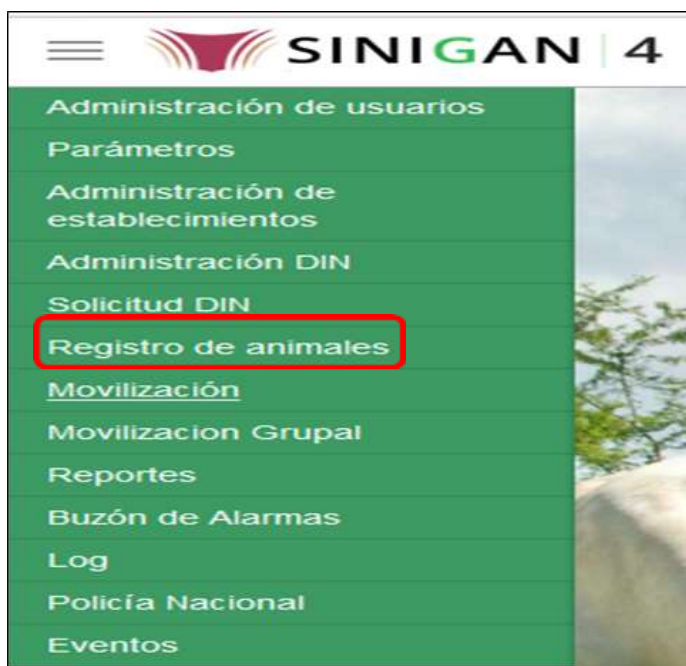 SINIGAN | 4
Administración de usuarios
Parámetros
Administración de
establecimientos
Administración DIN
Solicitud DIN
Registro de animales
Movilización
Movilizacion Grupal
Reportes
Buzón de Alarmas
Log
Policía Nacional
Eventos